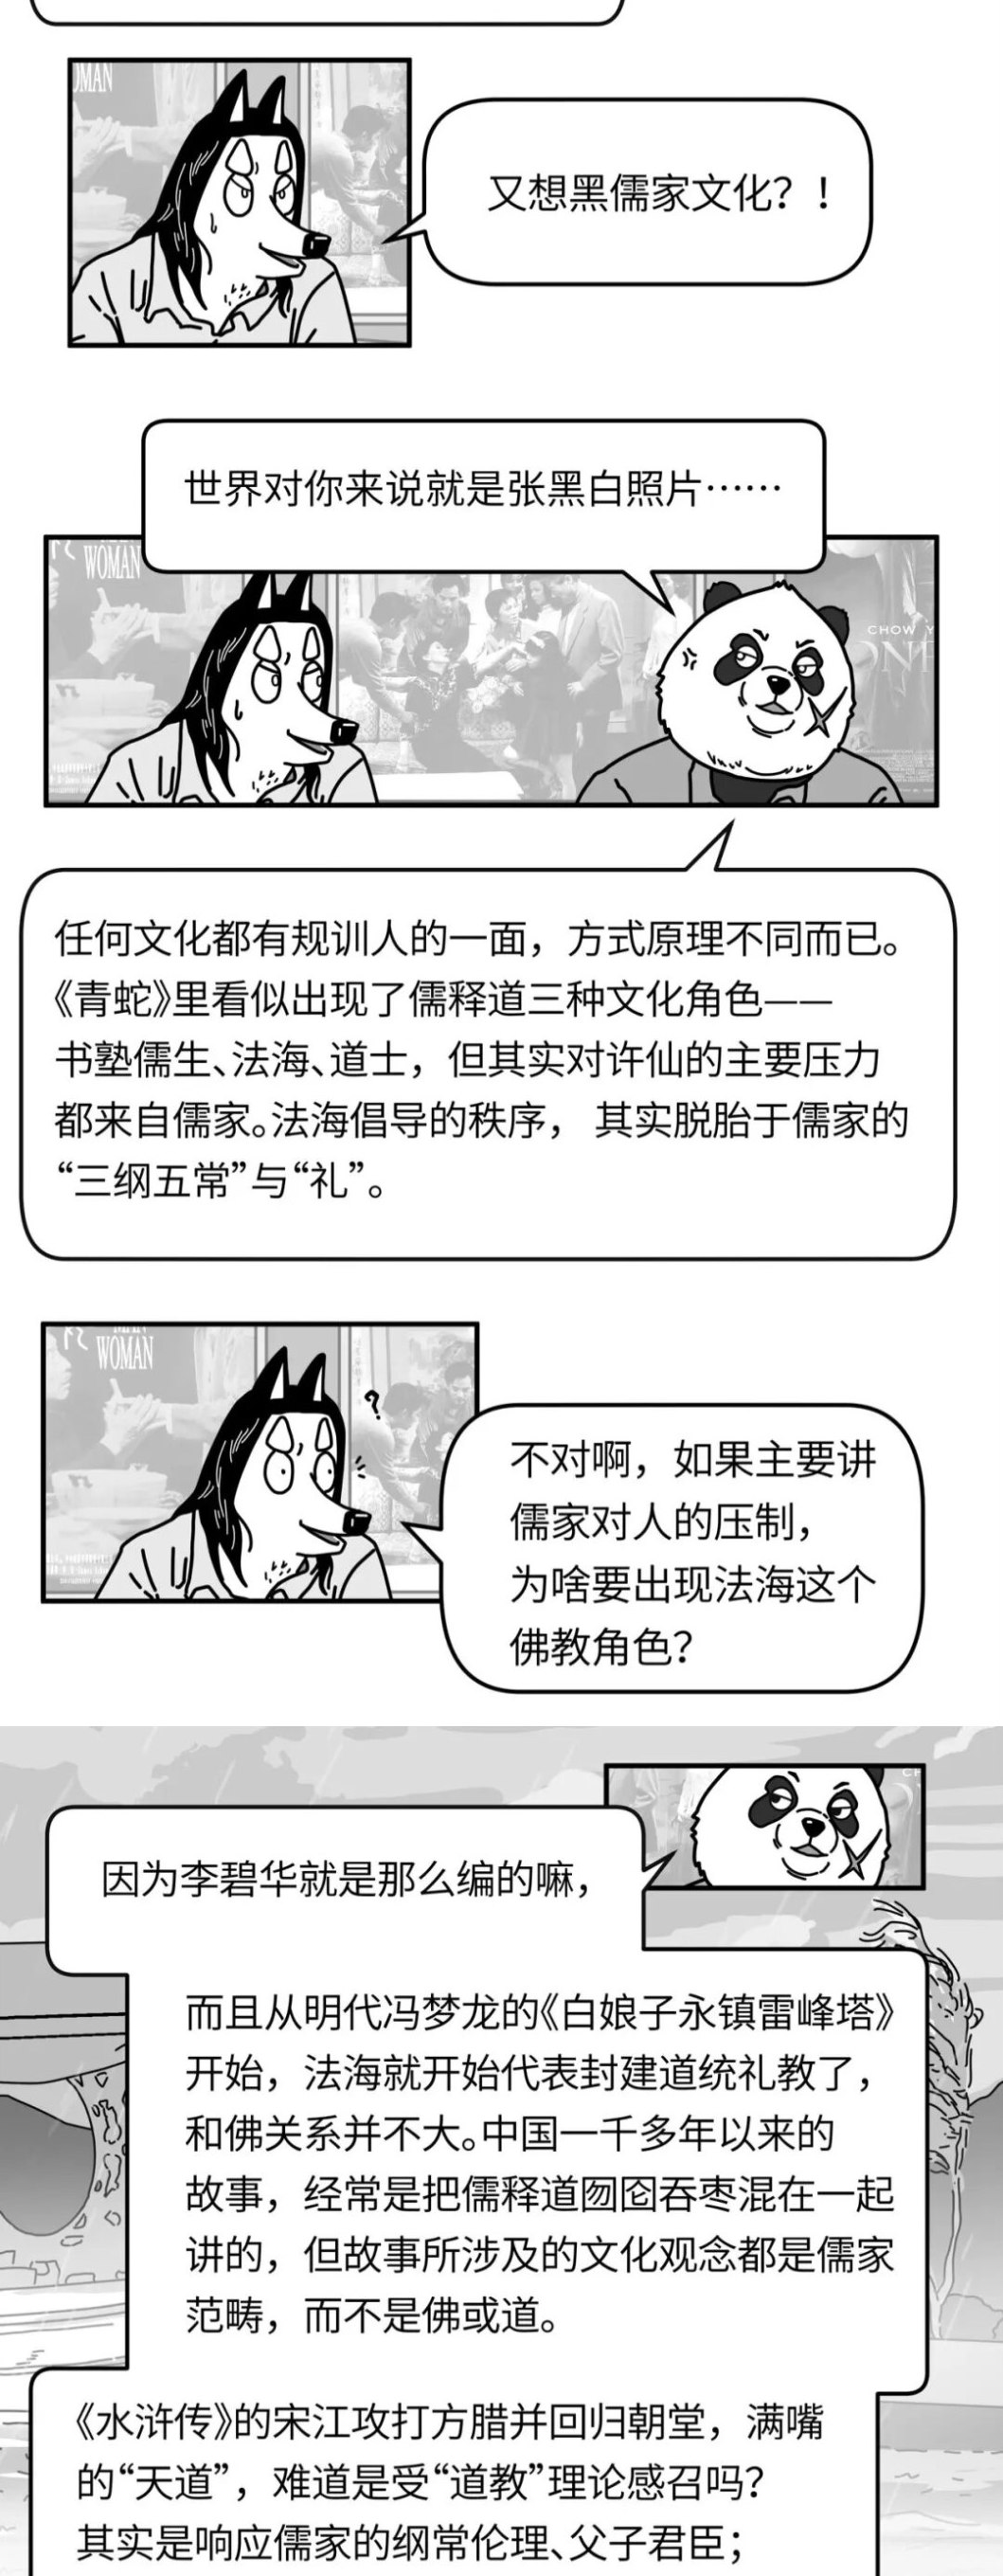 WOMAN
又想黑儒家文化？！
世界对你来说就是张黑白照片……
WOMAN
CHOW Y
任何文化都有规训人的一面，方式原理不同而已。
《青蛇》里看似出现了儒释道三种文化角色——
书塾儒生、法海、道士，但其实对许仙的主要压力
都来自儒家。法海倡导的秩序， 其实脱胎于儒家的
“三纲五常”与“礼”。
WOMAN
不对啊，如果主要讲
儒家对人的压制，
为啥要出现法海这个
佛教角色？
因为李碧华就是那么编的嘛，
而且从明代冯梦龙的《白娘子永镇雷峰塔》
开始，法海就开始代表封建道统礼教了，
和佛关系并不大。中国一千多年以来的
故事，经常是把儒释道囫囵吞枣混在一起
讲的，但故事所涉及的文化观念都是儒家
范畴，而不是佛或道。
《水浒传》的宋江攻打方腊并回归朝堂，满嘴
的“天道”，难道是受“道教”理论感召吗？
其实是响应儒家的纲常伦理、父子君臣；